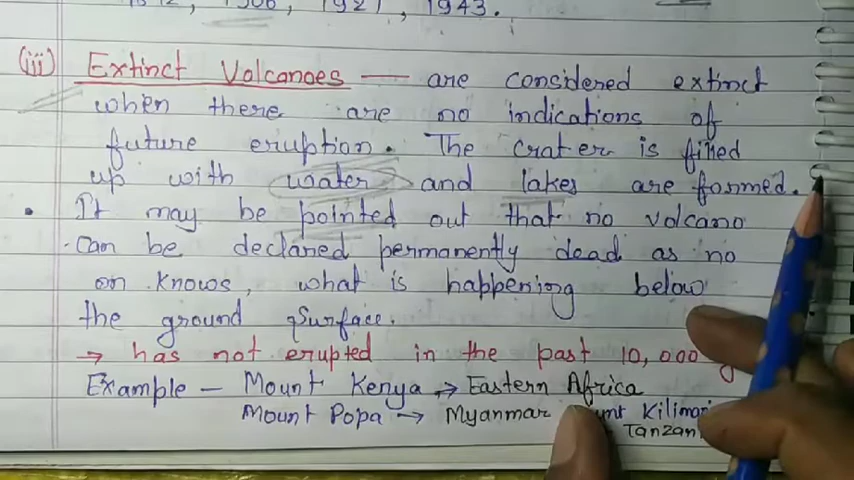 , 1906, 1921, 1943.
(iii) Extinct Volcanoes — are considered extinct
when there are no indications of
future eruption. The crater is filled
up with water and lakes are formed.
• It may be pointed out that no volcano
can be declared permanently dead as no
on knows, what is happening below
the ground surface.
→ has not erupted in the past 10,000
Example - Mount Kenya → Eastern Africa
Mount Popa → Myanmar